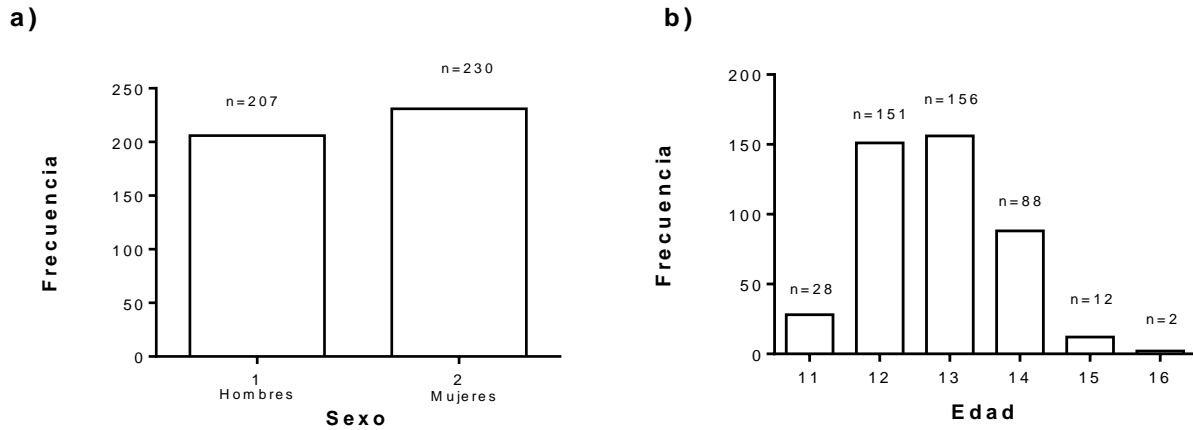 a)
n=207
n=230
250
200
150
100
50
0
Frecuencia
1
2
Hombres
Mujeres
Sexo
b)
200
150
100
50
0
Frecuencia
n=28
n=151
n=156
n=88
n=12
n=2
11 12 13 14 15 16
Edad